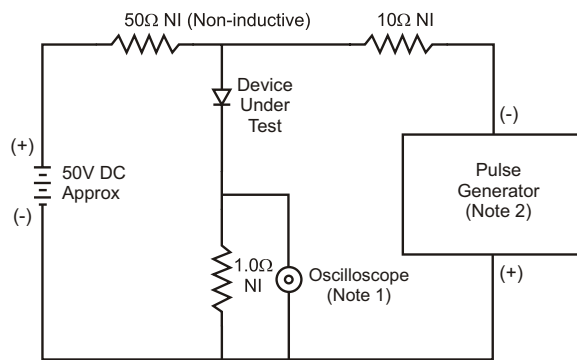 50Ω NI (Non-inductive)
10Ω NI
Device
Under
Test
(+)
50V DC
Approx
(-)
(-)
Pulse
Generator
(Note 2)
(+)
1.0Ω
NI
Oscilloscope
(Note 1)